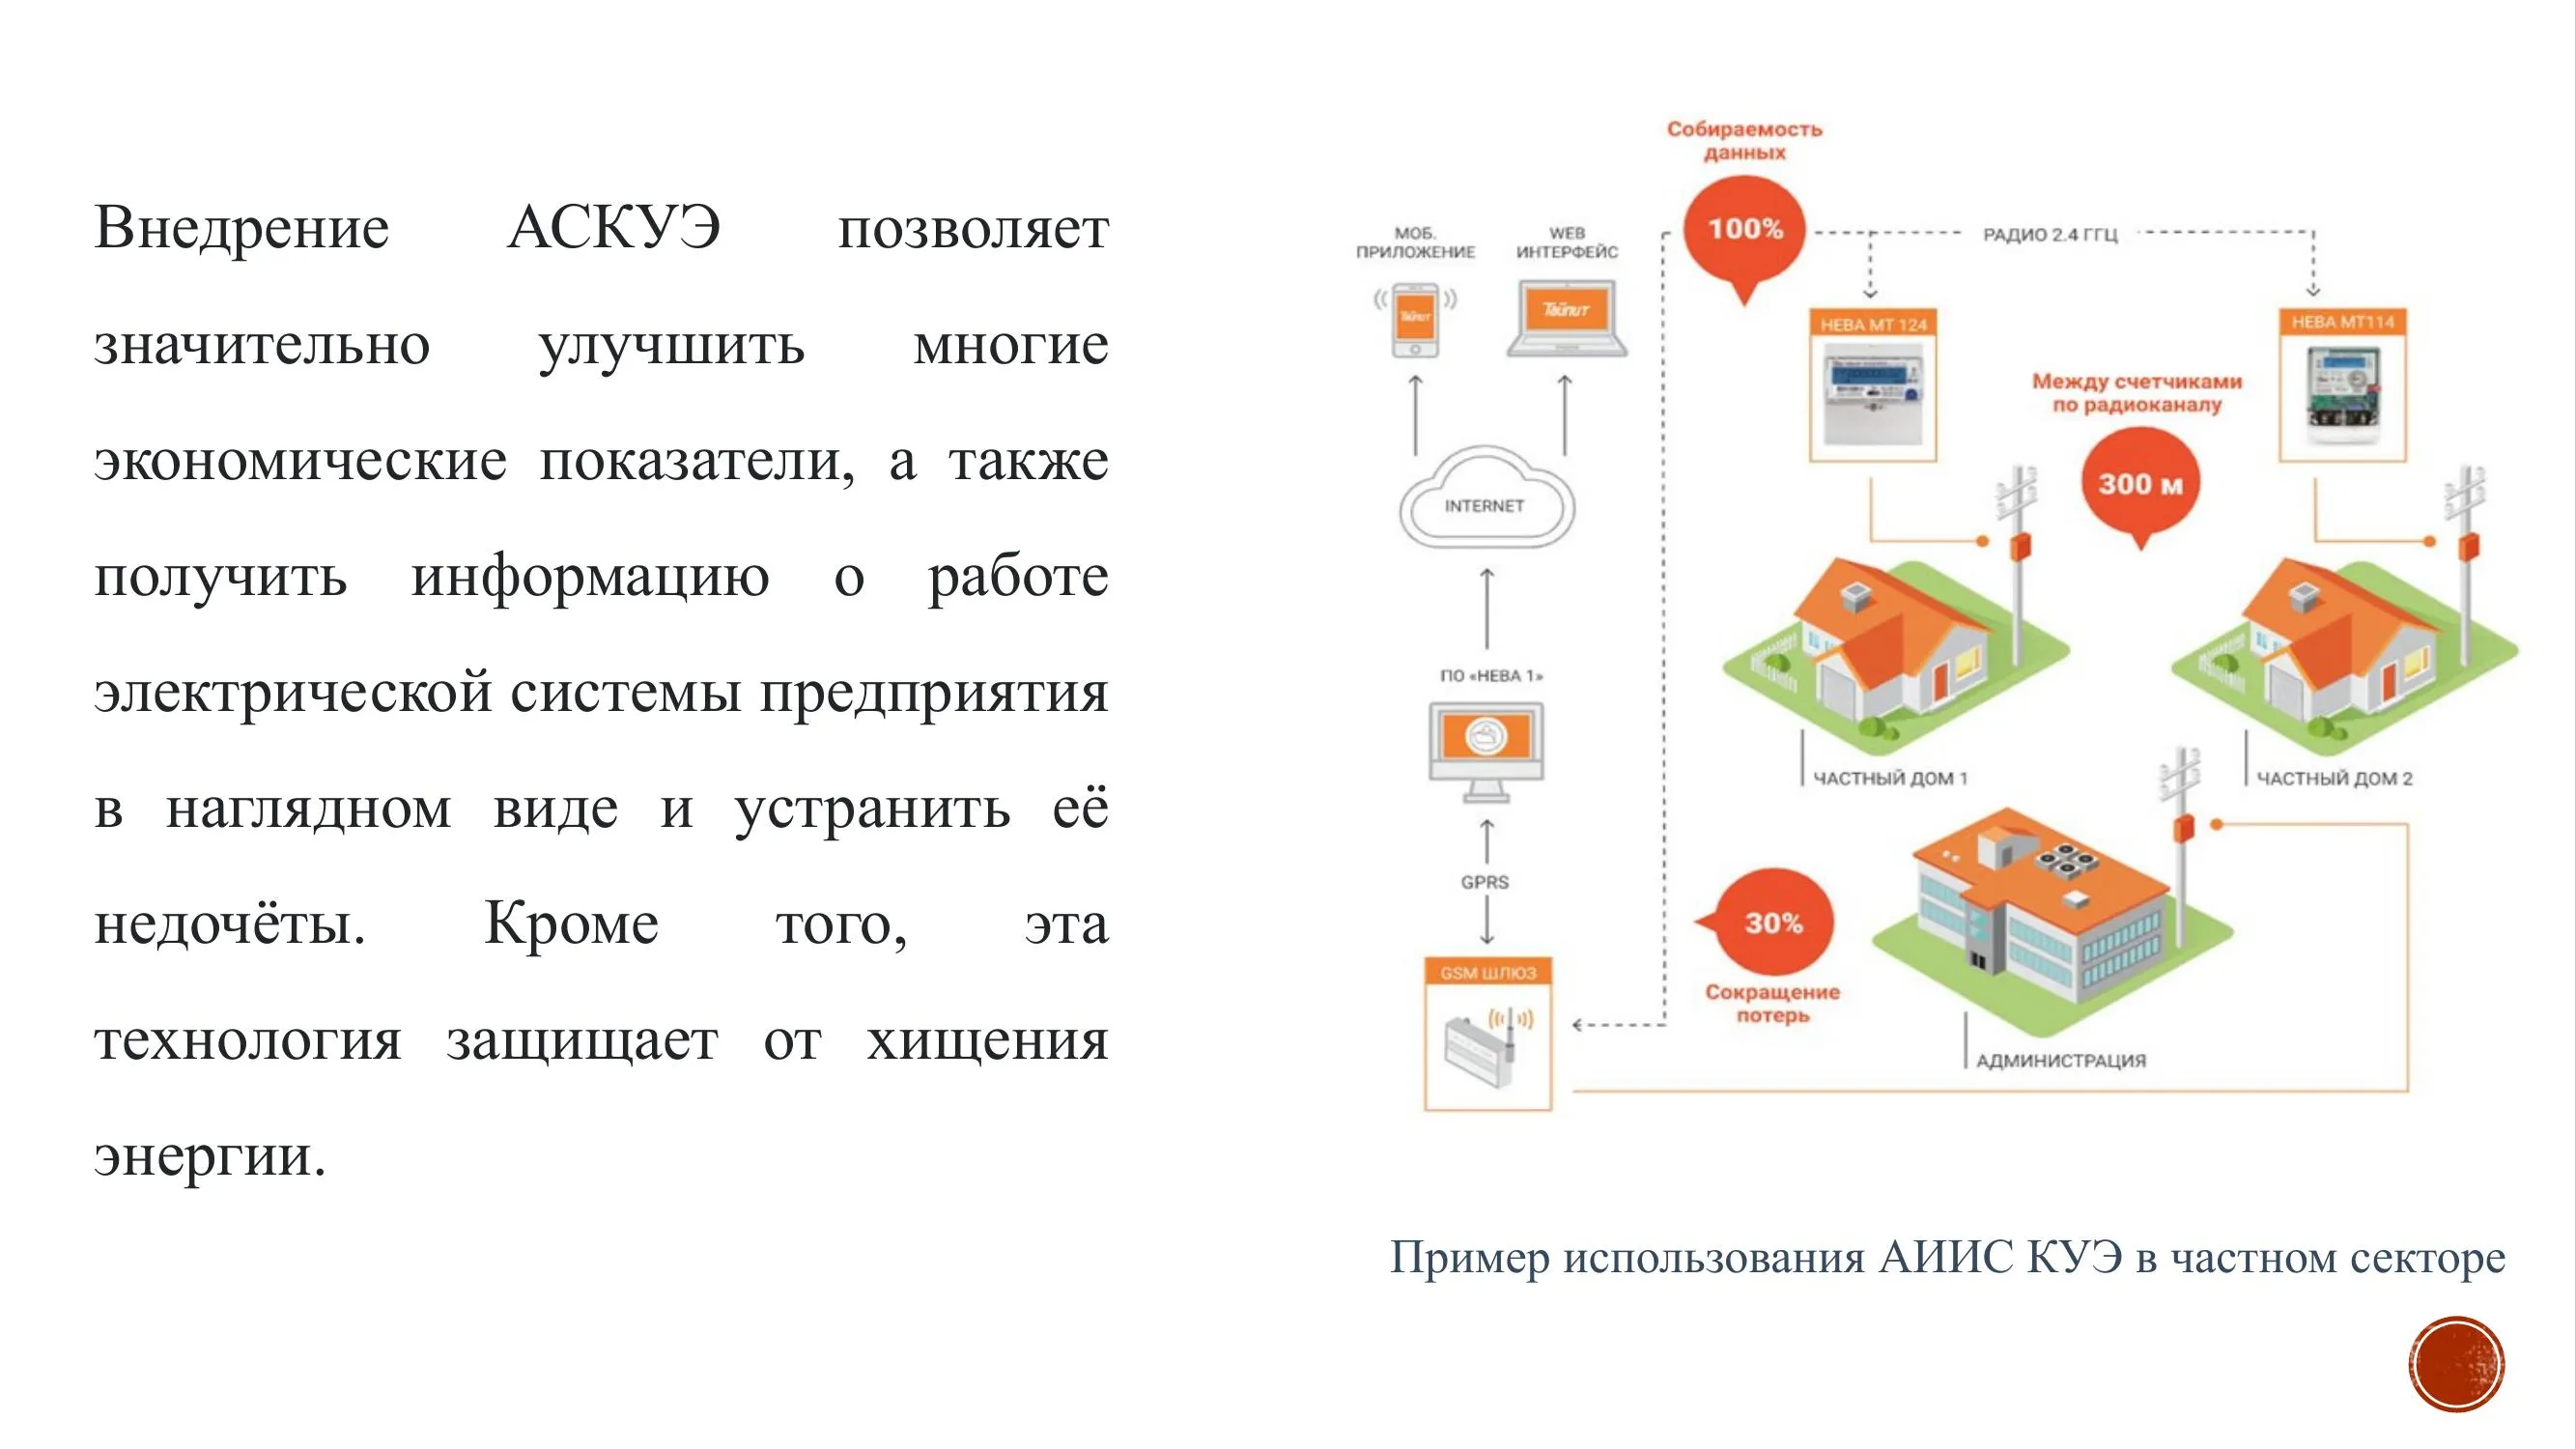 Внедрение АСКУЭ позволяет
значительно улучшить многие
экономические показатели, а также
получить информацию о работе
электрической системы предприятия
в наглядном виде и устранить её
недочёты. Кроме того, эта
технология защищает от хищения
энергии.
Собираемость
данных
100%
МОБ.
ПРИЛОЖЕНИЕ
WEB
ИНТЕРФЕЙС
РАДИО 2.4 ГГЦ
Тайпит
Тайпит
НЕВА МТ 124
НЕВА МТ114
Между счетчиками
по радиоканалу
300 м
INTERNET
ПО «НЕВА 1»
ЧАСТНЫЙ ДОМ 1
ЧАСТНЫЙ ДОМ 2
GPRS
30%
Сокращение
потерь
GSM ШЛЮЗ
АДМИНИСТРАЦИЯ
Пример использования АИИС КУЭ в частном секторе